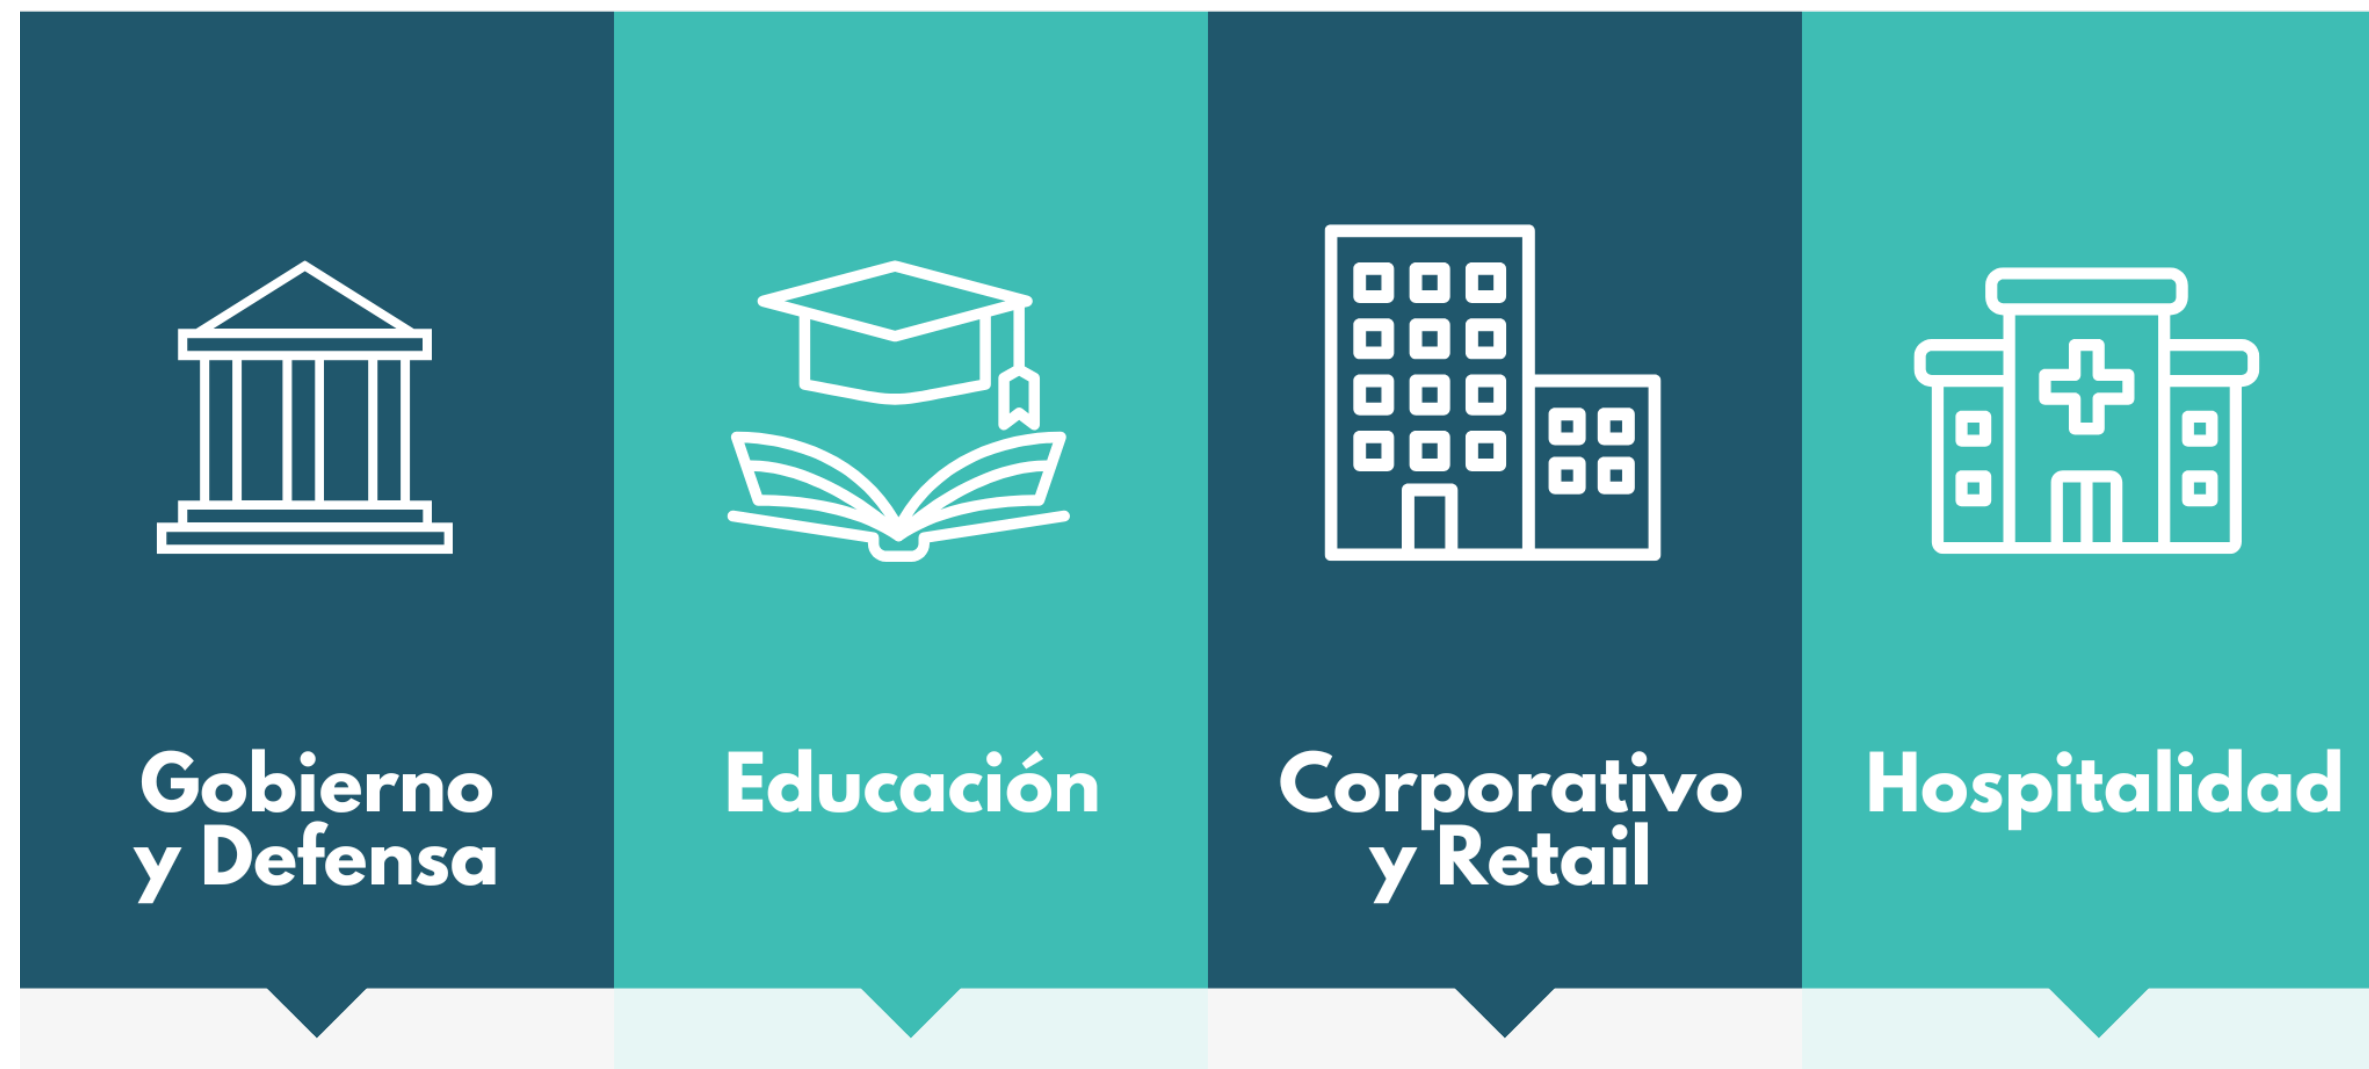 Gobierno
y Defensa
Educación
Corporativo
y Retail
Hospitalidad